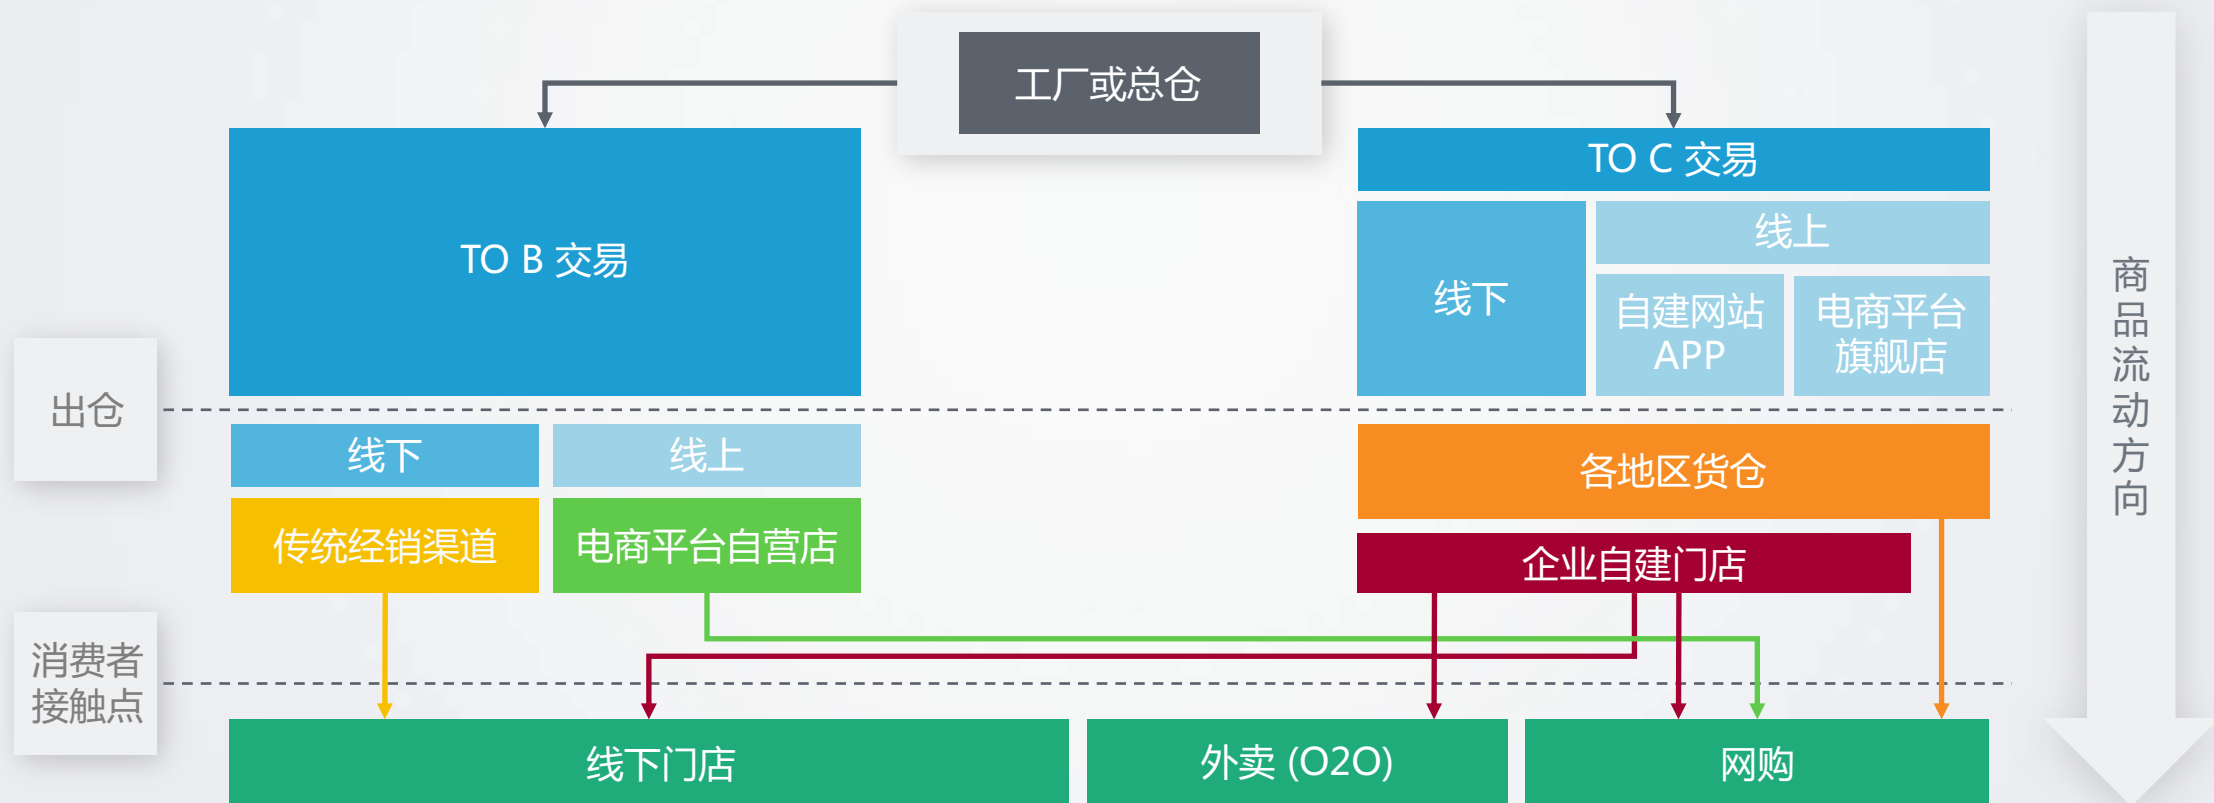 工厂或总仓
TO B 交易
TO C 交易
线下
线上
自建网站
APP
电商平台
旗舰店
出仓
线下
线上
传统经销渠道
电商平台自营店
各地区货仓
企业自建门店
消费者
接触点
线下门店
外卖 (O2O)
网购
商品流动方向